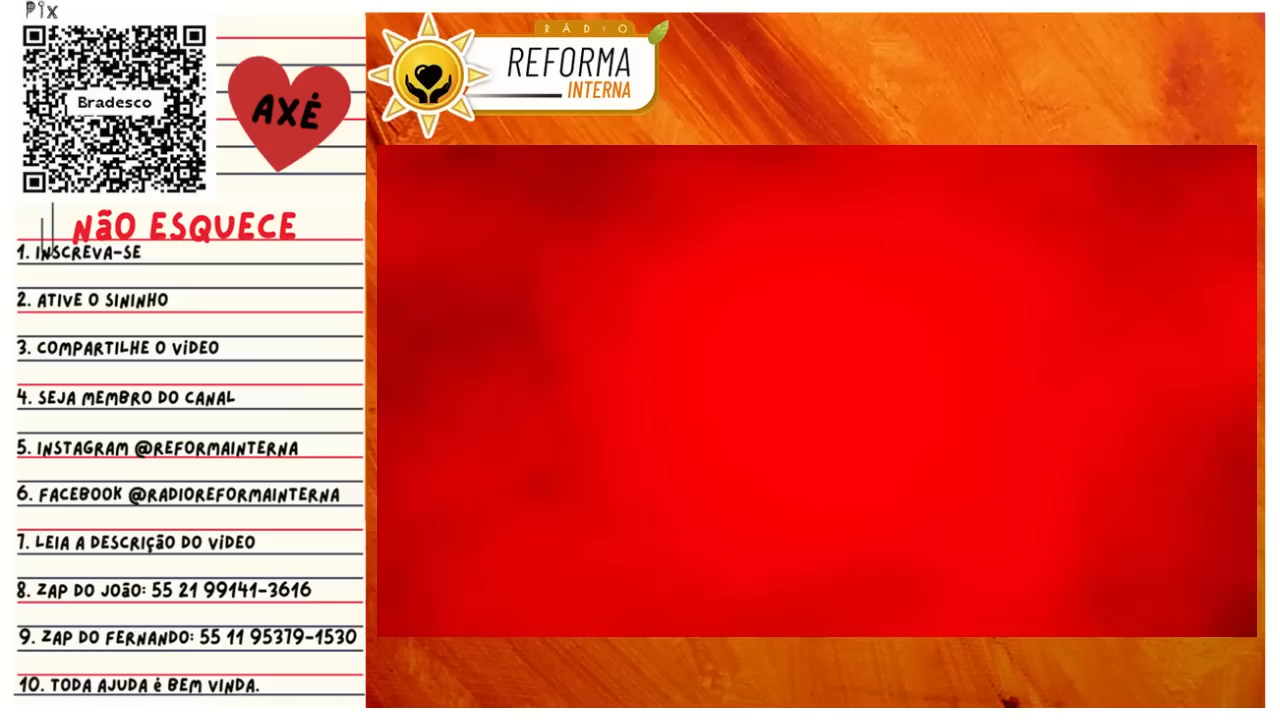 Pix
Bradesco
AXÉ
NÃO ESQUECE
1. INSCREVA-SE
2. ATIVE O SININHO
3. COMPARTILHE O VÍDEO
4. SEJA MEMBRO DO CANAL
5. INSTAGRAM @REFORMAINTERNA
6. FACEBOOK @RADIOREFORMAINTERNA
7. LEIA A DESCRIÇÃO DO VÍDEO
8. ZAP DO JOÃO: 55 21 99141-3616
9. ZAP DO FERNANDO: 55 11 95379-1530
10. TODA AJUDA É BEM VINDA.
RÁDIO
REFORMA
INTERNA